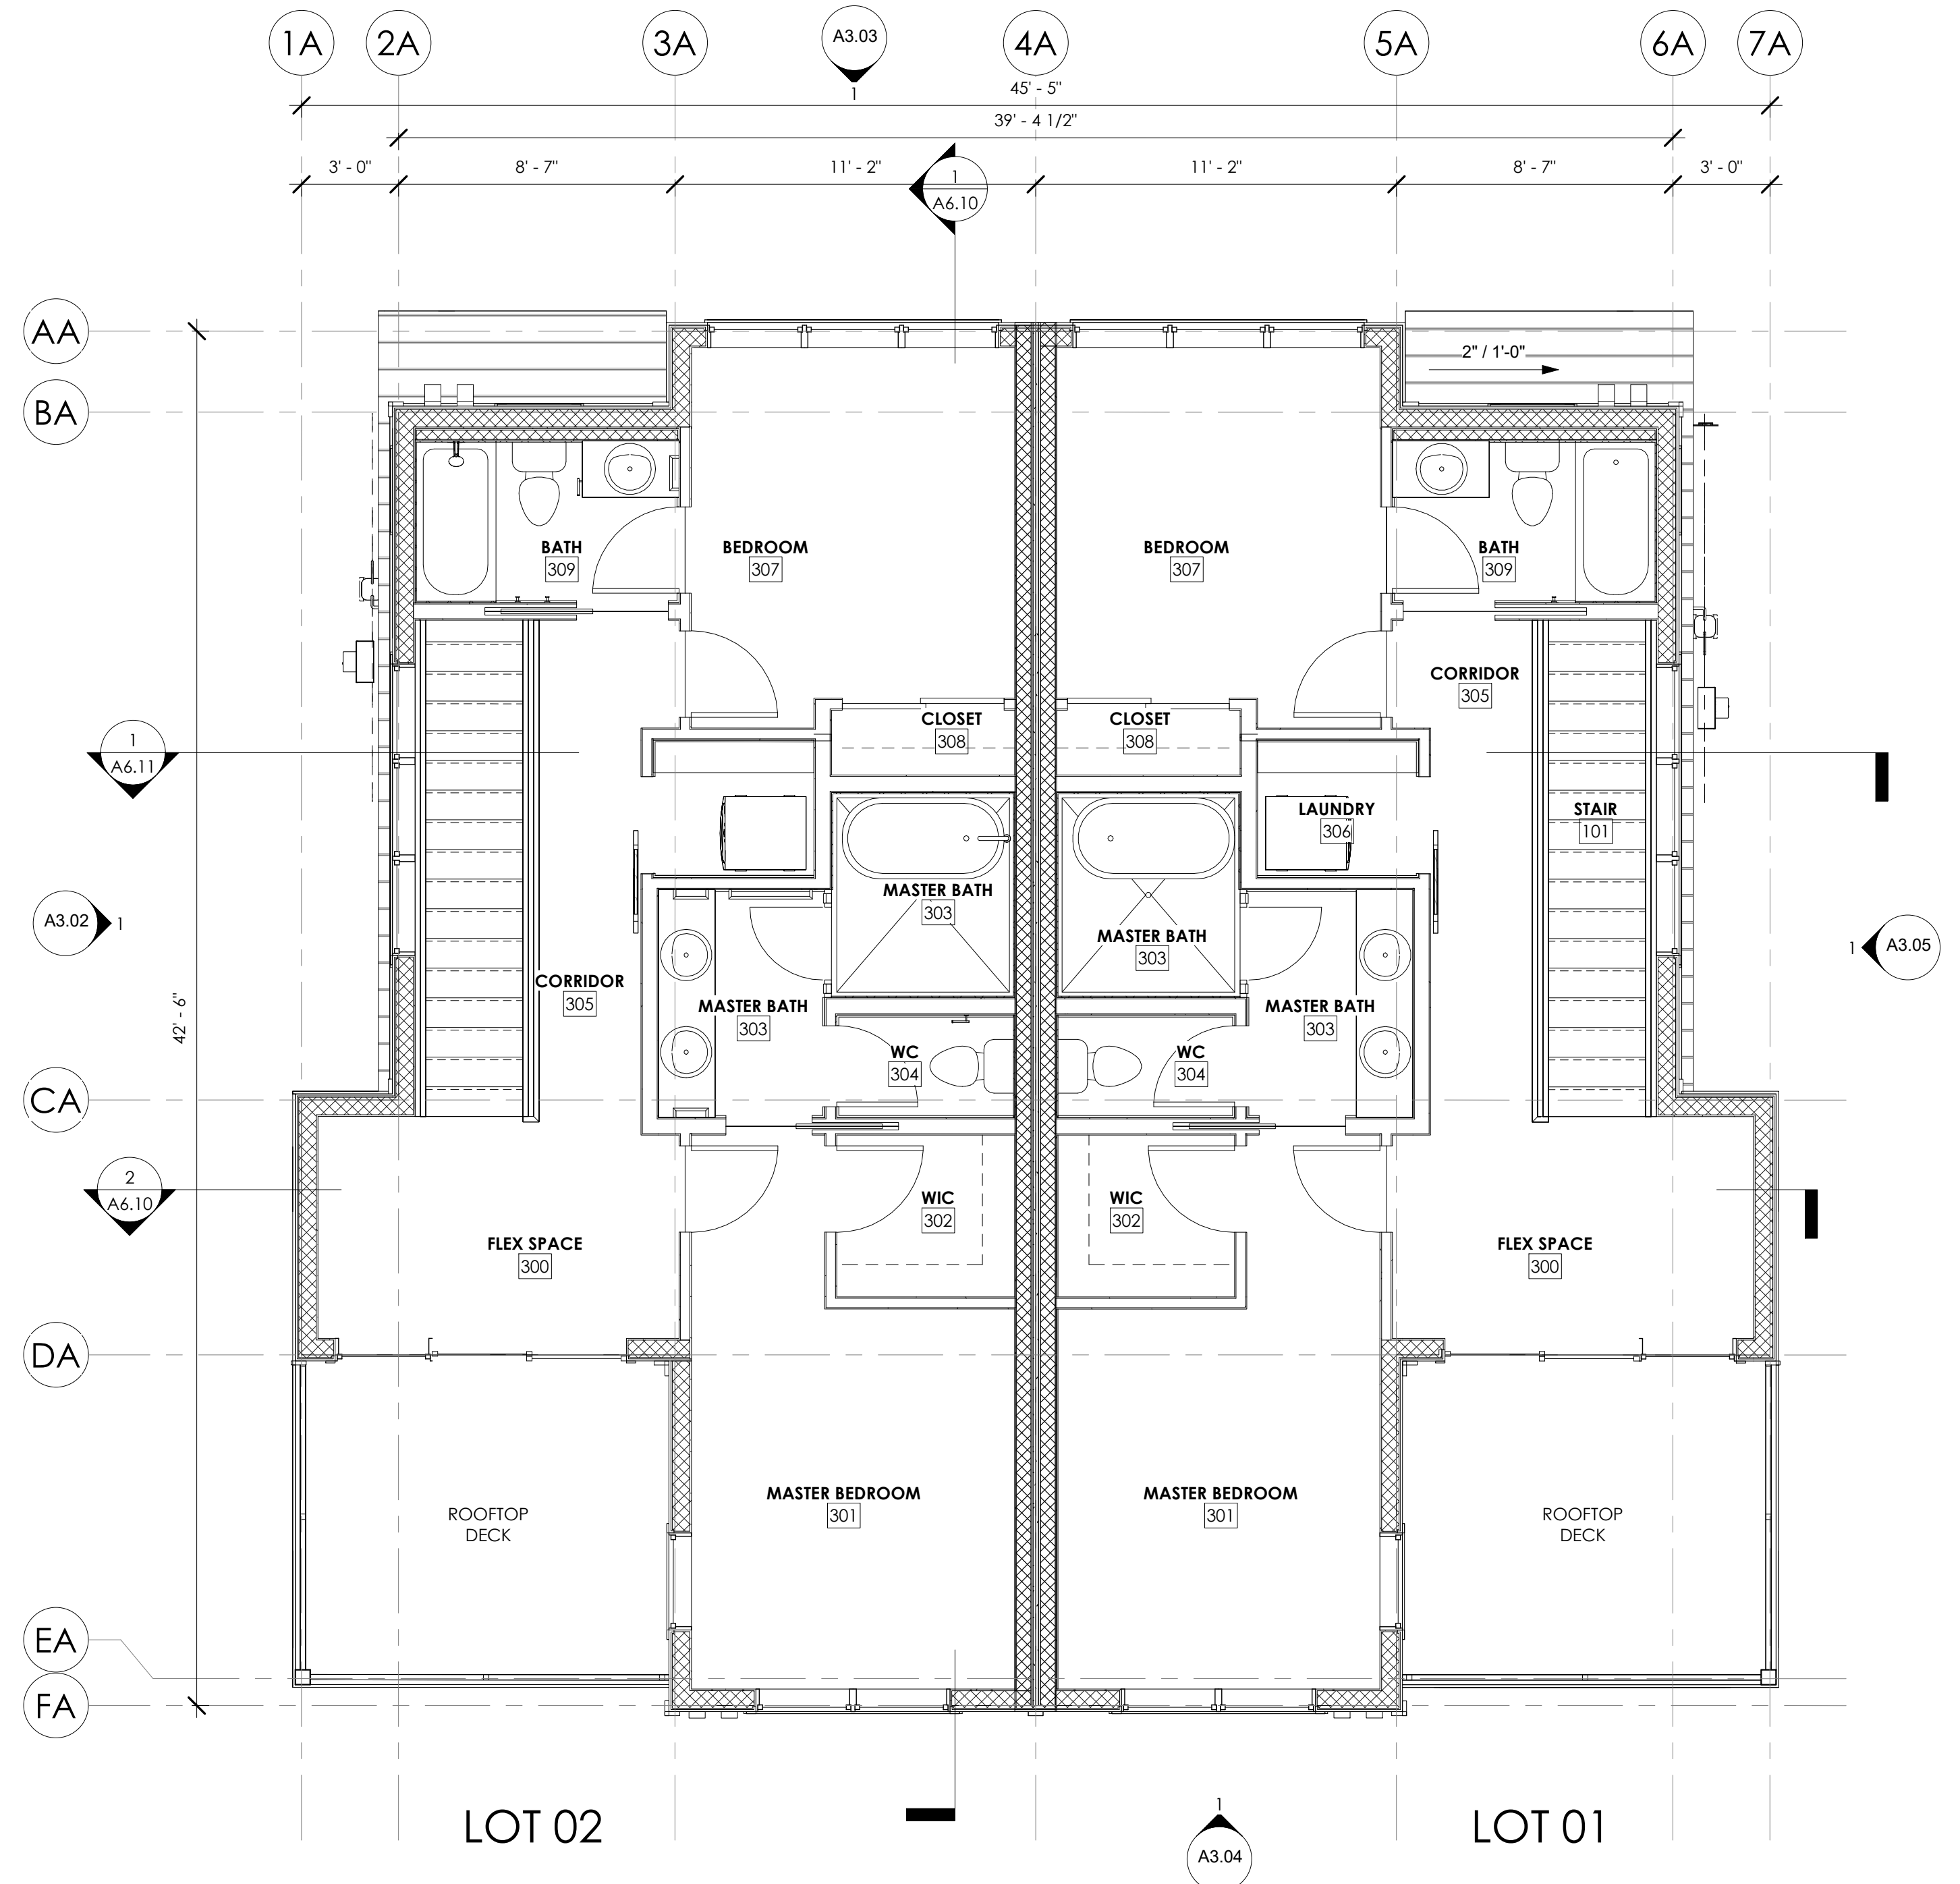 1A 2A 3A A3.03 4A 5A 6A 7A
1
45' - 5"
39' - 4 1/2"
3' - 0" 8' - 7" 11' - 2" 11' - 2" 8' - 7" 3' - 0"
1
A6.10
AA
2" / 1'-0"
BA
BATH BEDROOM BEDROOM BATH
309 307 307 309
CORRIDOR
305
CLOSET CLOSET
308 308
1
A6.11
LAUNDRY STAIR
306 101
MASTER BATH
303
A3.02 1
MASTER BATH
303
1 A3.05
CORRIDOR
305
42' - 6"
MASTER BATH MASTER BATH
303 303
WC WC
304 304
CA
2
A6.10
WIC WIC
302 302
FLEX SPACE FLEX SPACE
300 300
DA
MASTER BEDROOM MASTER BEDROOM
301 301
ROOFTOP ROOFTOP
DECK DECK
EA
FA
LOT 02 LOT 01
1
A3.04